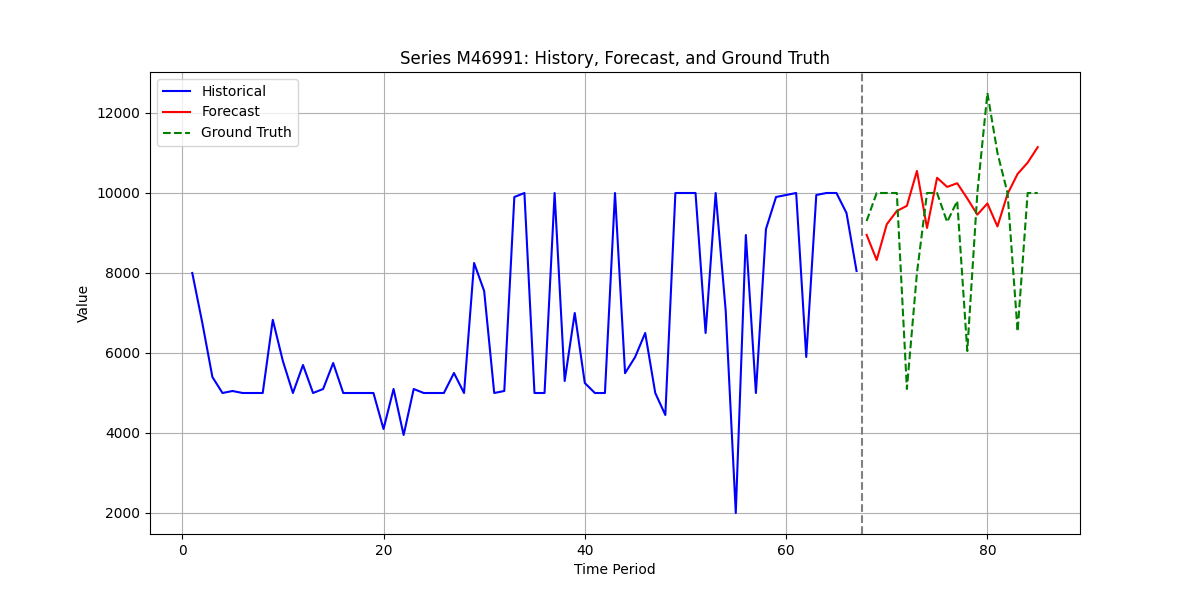 Series M46991: History, Forecast, and Ground Truth
Historical
Forecast
Ground Truth
12000
10000
8000
6000
4000
2000
Value
0 20 40 60 80
Time Period